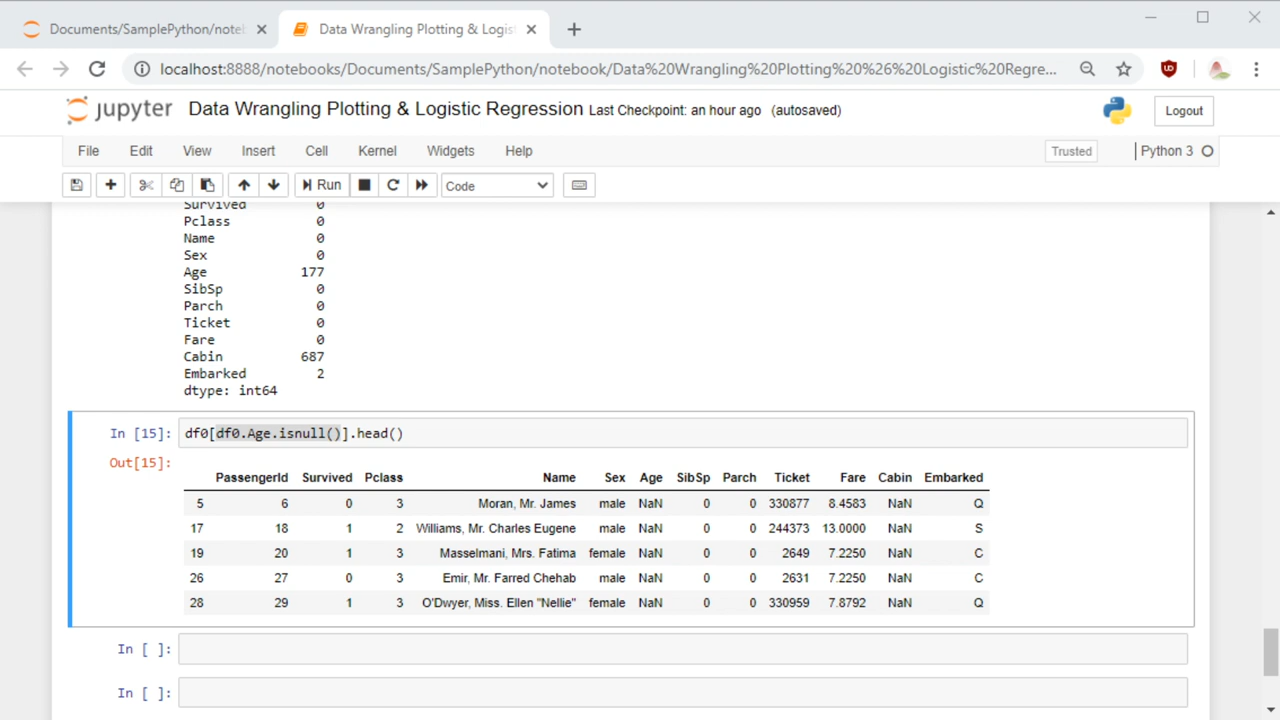 Documents/SamplePython/noteb
Data Wrangling Plotting & Logist
localhost:8888/notebooks/Documents/SamplePython/notebook/Data%20Wrangling%20Plotting%20%26%20Logistic%20Regre...
jupyter Data Wrangling Plotting & Logistic Regression Last Checkpoint: an hour ago (autosaved) Logout
File Edit View Insert Cell Kernel Widgets Help Trusted Python 3
Run Code
Survived 0
Pclass 0
Name 0
Sex 0
Age 177
SibSp 0
Parch 0
Ticket 0
Fare 0
Cabin 687
Embarked 2
dtype: int64
In [15]: df0[df0.Age.isnull()].head()
Out[15]:
PassengerId Survived Pclass Name Sex Age SibSp Parch Ticket Fare Cabin Embarked
5 6 0 3 Moran, Mr. James male NaN 0 0 330877 8.4583 NaN Q
17 18 1 2 Williams, Mr. Charles Eugene male NaN 0 0 244373 13.0000 NaN S
19 20 1 3 Masselmani, Mrs. Fatima female NaN 0 0 2649 7.2250 NaN C
26 27 0 3 Emir, Mr. Farred Chehab male NaN 0 0 2631 7.2250 NaN C
28 29 1 3 O'Dwyer, Miss. Ellen "Nellie" female NaN 0 0 330959 7.8792 NaN Q
In [ ]:
In [ ]: